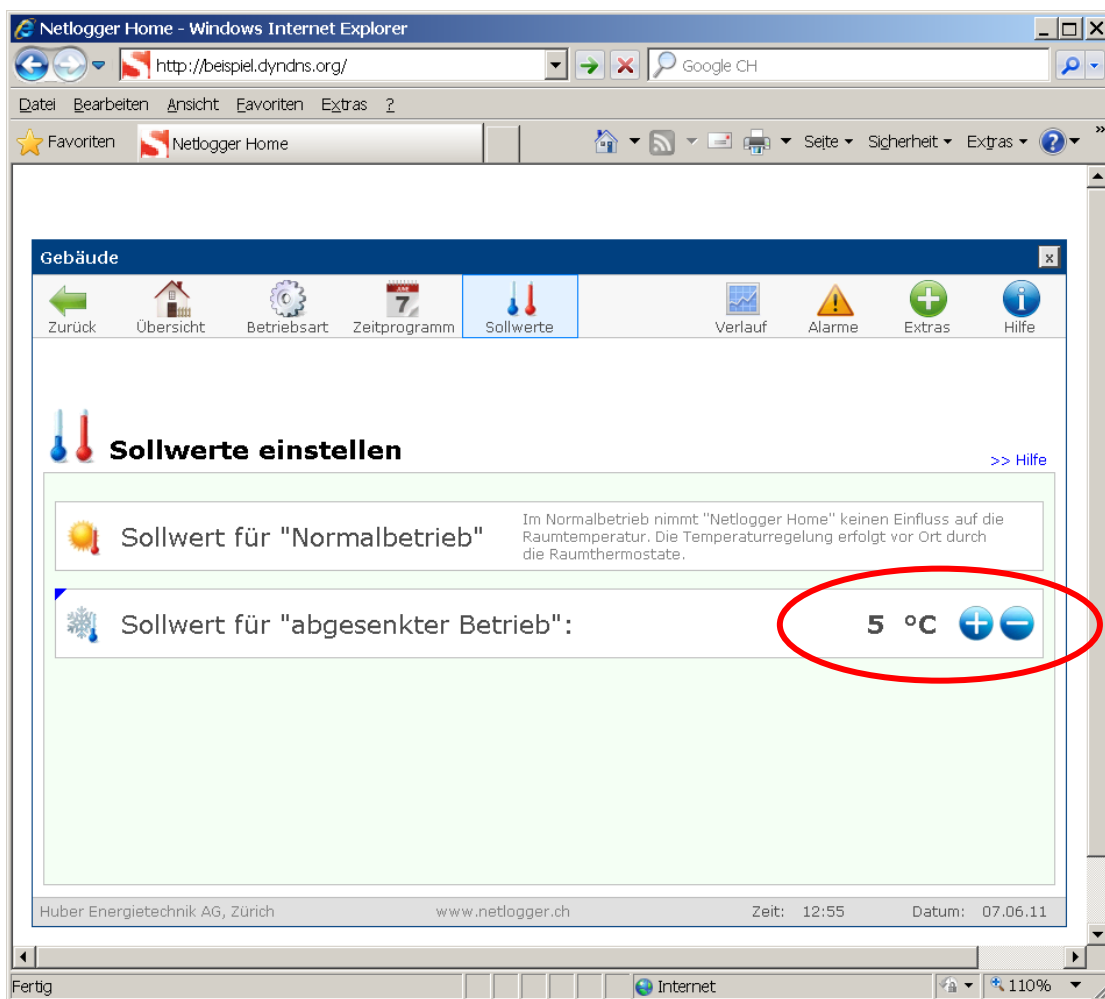 Netlogger Home - Windows Internet Explorer
http://beispiel.dyndns.org/
Google CH
Datei Bearbeiten Ansicht Favoriten Extras ?
Favoriten Netlogger Home Seite Sicherheit Extras »
Gebäude x
Zurück Übersicht Betriebsart JUNE 7 Zeitprogramm Sollwerte Verlauf Alarme Extras Hilfe
Sollwerte einstellen
>> Hilfe
Sollwert für "Normalbetrieb"
Im Normalbetrieb nimmt "Netlogger Home" keinen Einfluss auf die
Raumtemperatur. Die Temperaturregelung erfolgt vor Ort durch
die Raumthermostate.
Sollwert für "abgesenkter Betrieb": 5 °C
Huber Energietechnik AG, Zürich www.netlogger.ch Zeit: 12:55 Datum: 07.06.11
Fertig Internet 110%